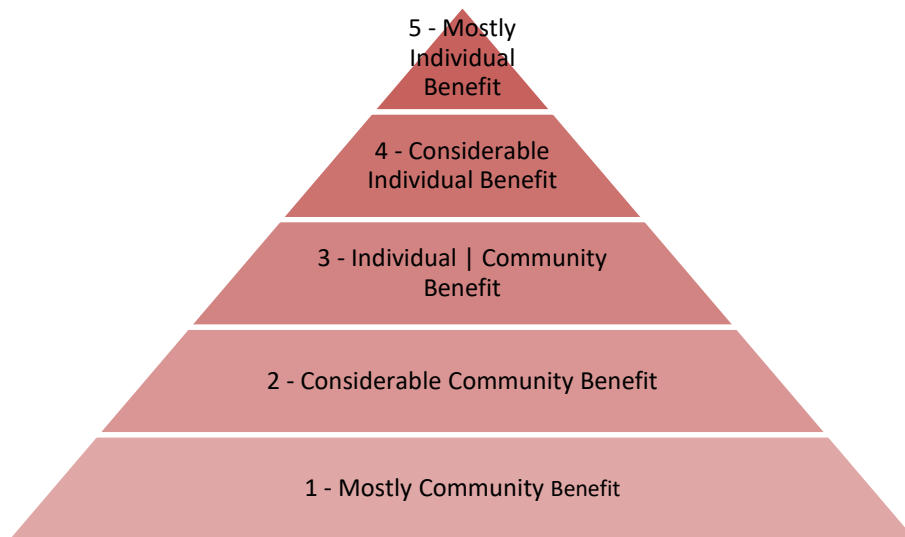 5 - Mostly
Individual
Benefit
4 - Considerable
Individual Benefit
3 - Individual | Community
Benefit
2 - Considerable Community Benefit
1 - Mostly Community Benefit